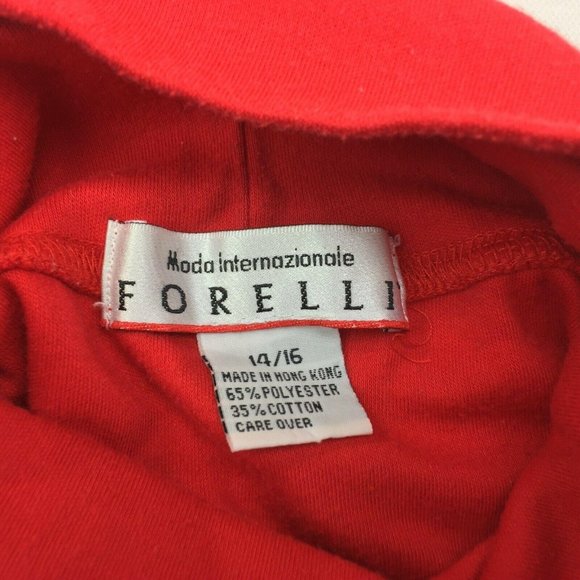 Moda Internazionale
FORELLI
14/16
MADE IN HONG KONG
65% POLYESTER
35% COTTON
CARE OVER